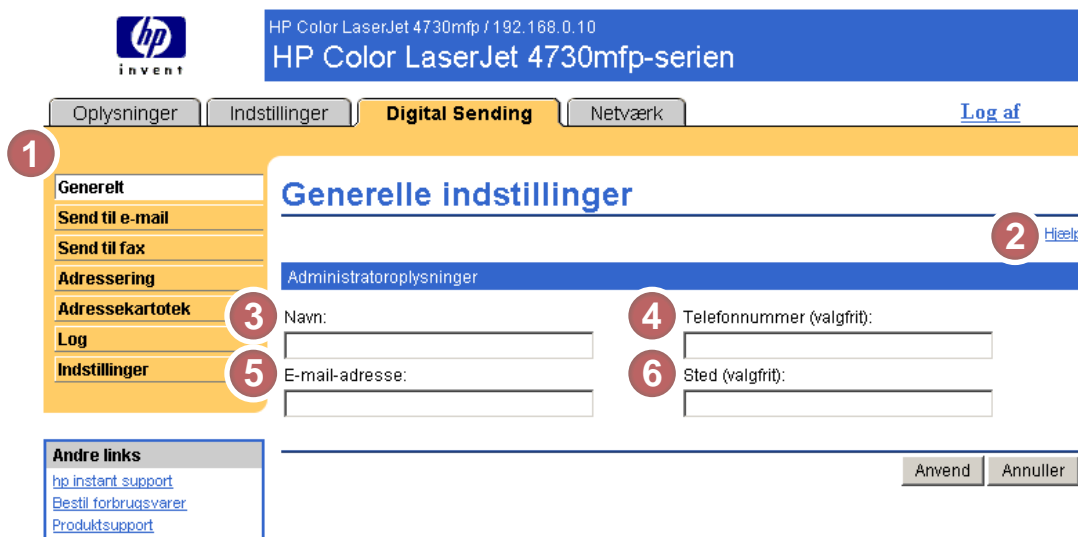 hp
invent
HP Color LaserJet 4730mfp / 192.168.0.10
HP Color LaserJet 4730mfp-serien
Oplysninger Indstillinger Digital Sending Netværk Log af
1
Generelt
Send til e-mail
Send til fax
Adressering
Adressekartotek
Log
Indstillinger
Generelle indstillinger
2 Hjælp
Administratoroplysninger
3 Navn:
4 Telefonnummer (valgfrit):
5 E-mail-adresse:
6 Sted (valgfrit):
Anvend Annuller
Andre links
hp instant support
Bestil forbrugsvarer
Produktsupport